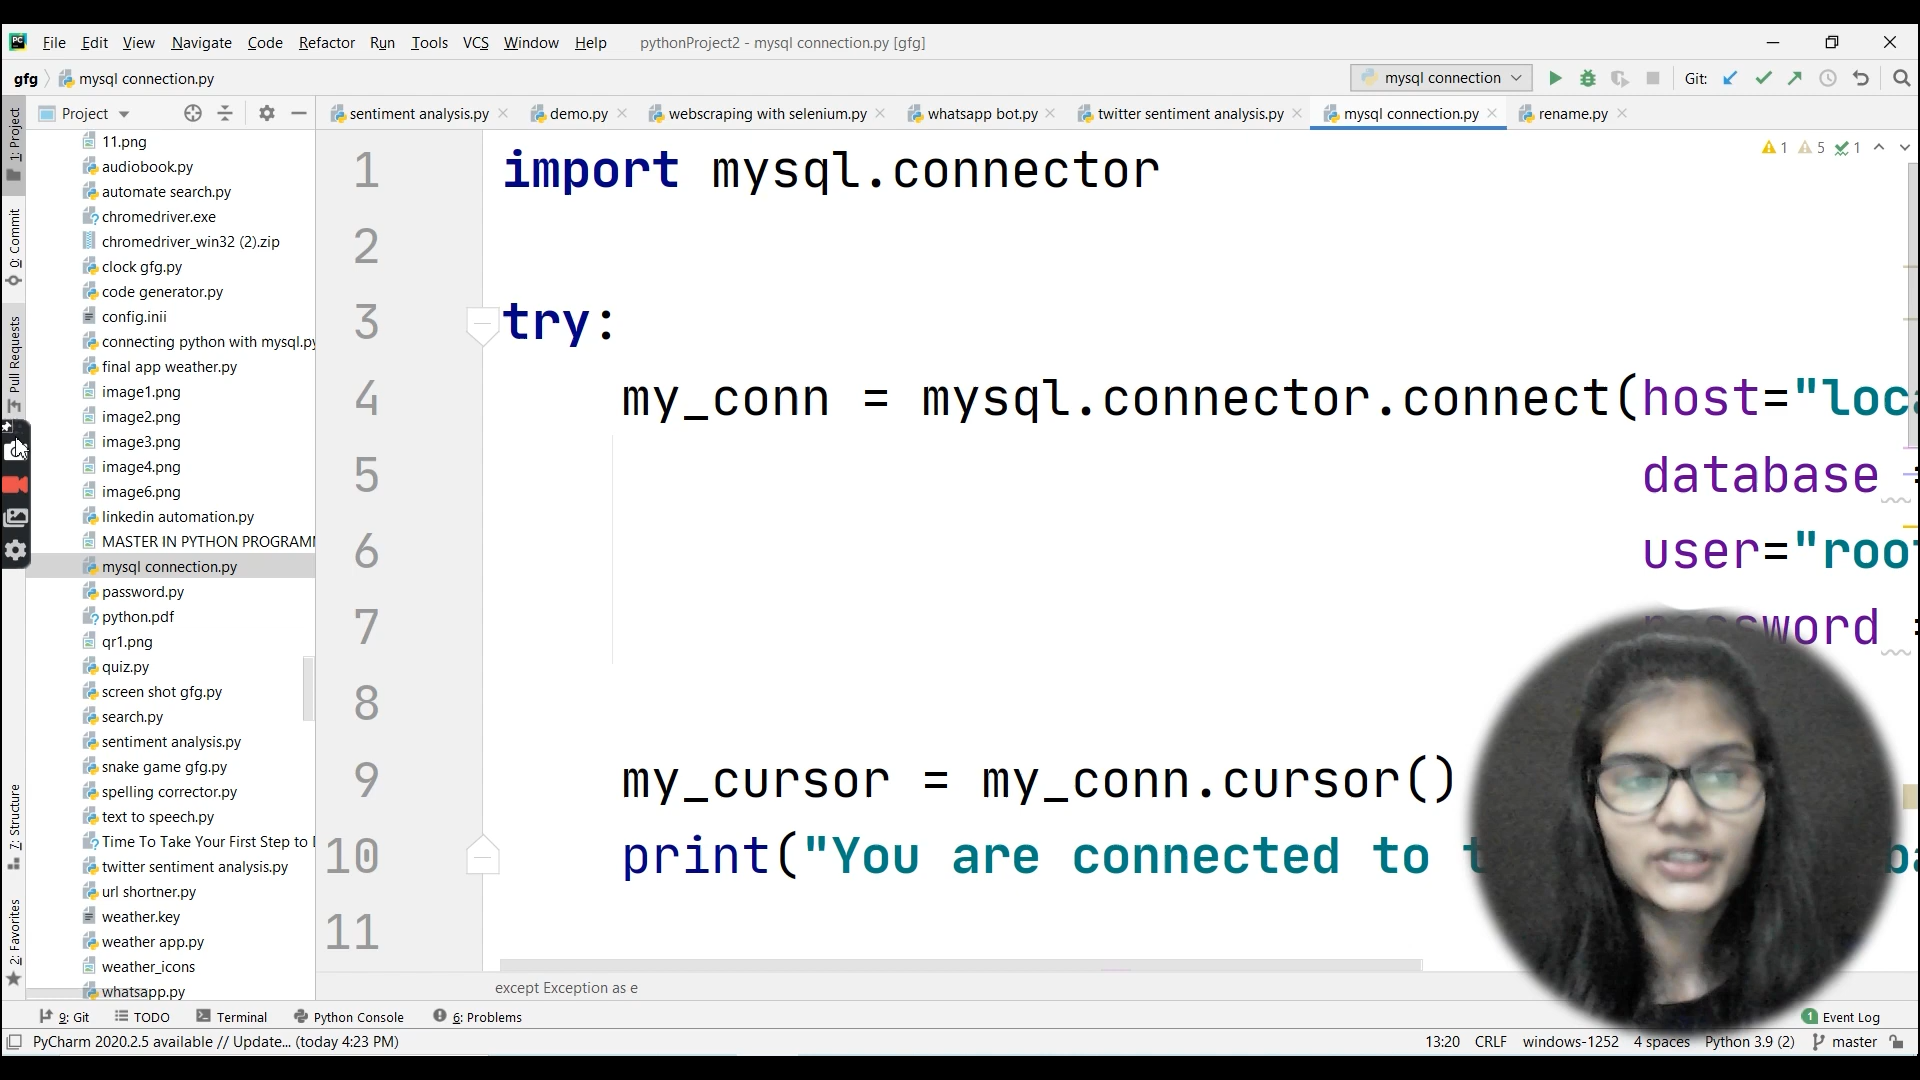 PC File Edit View Navigate Code Refactor Run Tools VCS Window Help pythonProject2 - mysql connection.py [gfg]
gfg mysql connection.py mysql connection Git:
Project sentiment analysis.py demo.py webscraping with selenium.py whatsapp bot.py twitter sentiment analysis.py mysql connection.py rename.py
1: Project
0: Commit
Pull Requests
7: Structure
2: Favorites
11.png
audiobook.py
automate search.py
chromedriver.exe
chromedriver_win32 (2).zip
clock gfg.py
code generator.py
config.inii
connecting python with mysql.py
final app weather.py
image1.png
image2.png
image3.png
image4.png
image6.png
linkedin automation.py
MASTER IN PYTHON
mysql connection.py
password.py
python.pdf
qr1.png
quiz.py
screen shot gfg.py
search.py
sentiment analysis.py
snake game gfg.py
spelling corrector.py
text to speech.py
Time To Take Your First Step to
twitter sentiment analysis.py
url shortner.py
weather.key
weather app.py
weather_icons
whatsapp.py
1 5 1
1 import mysql.connector
2
3 try:
4 my_conn = mysql.connector.connect(host="loc
5 database =
6 user="roo
7 =
8
9 my_cursor = my_conn.cursor()
10 print("You are connected to
11
except Exception as e
9: Git TODO Terminal Python Console 6: Problems 1 Event Log
PyCharm 2020.2.5 available // Update... (today 4:23 PM) 13:20 CRLF windows-1252 4 spaces Python 3.9 (2) master